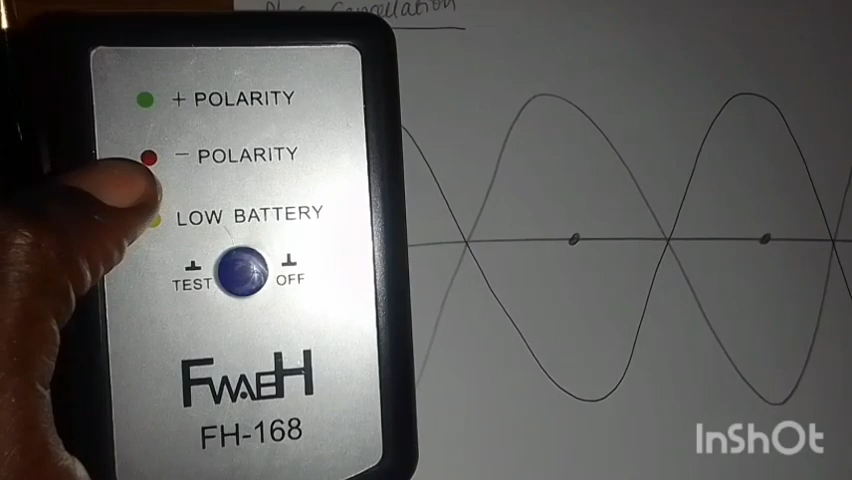 Cancellation
+ POLARITY
− POLARITY
LOW BATTERY
TEST OFF
FWAEH
FH-168
InShOt